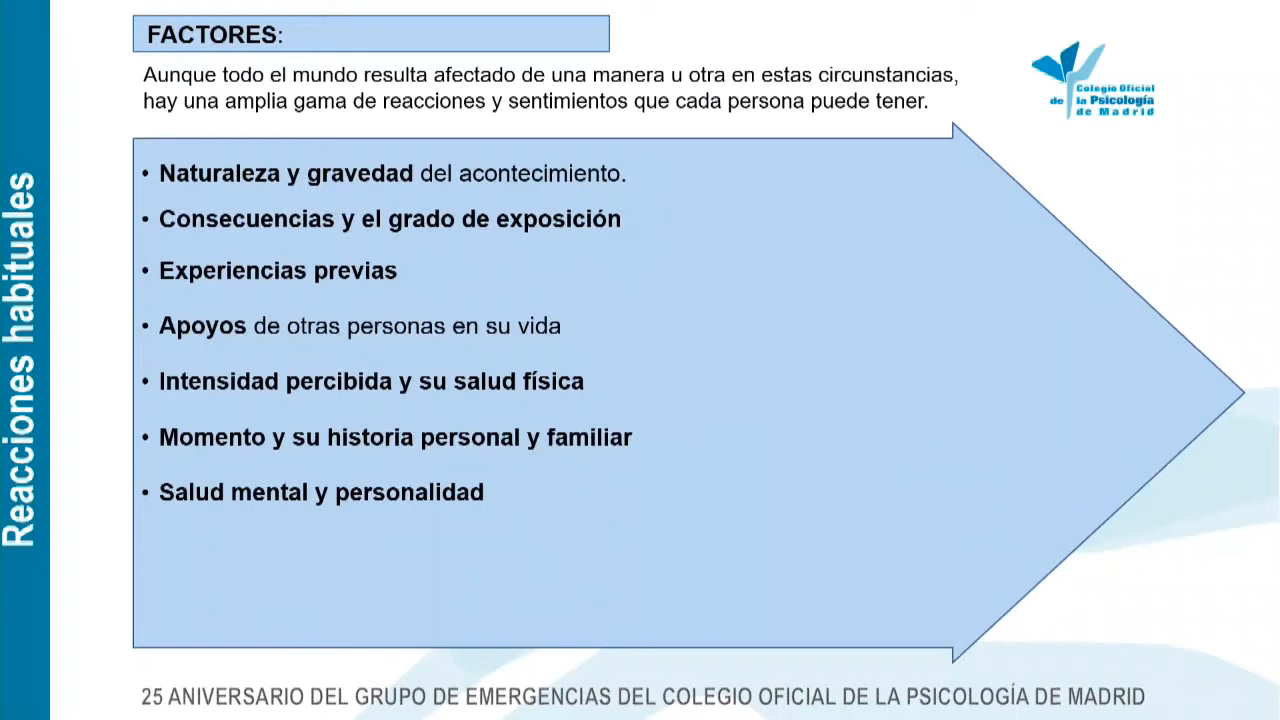 FACTORES:
Aunque todo el mundo resulta afectado de una manera u otra en estas circunstancias,
hay una amplia gama de reacciones y sentimientos que cada persona puede tener.
Colegio Oficial
de la Psicología
de Madrid
Reacciones habituales
• Naturaleza y gravedad del acontecimiento.
• Consecuencias y el grado de exposición
• Experiencias previas
• Apoyos de otras personas en su vida
• Intensidad percibida y su salud física
• Momento y su historia personal y familiar
• Salud mental y personalidad
25 ANIVERSARIO DEL GRUPO DE EMERGENCIAS DEL COLEGIO OFICIAL DE LA PSICOLOGÍA DE MADRID